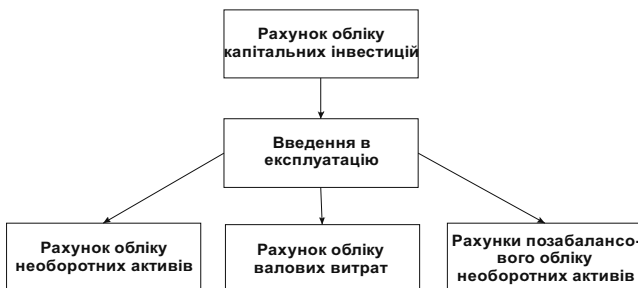 Рахунок обліку
капітальних інвестицій
Введення в
експлуатацію
Рахунок обліку
необоротних активів
Рахунок обліку
валових витрат
Рахунки позабалансо-
вого обліку
необоротних активів